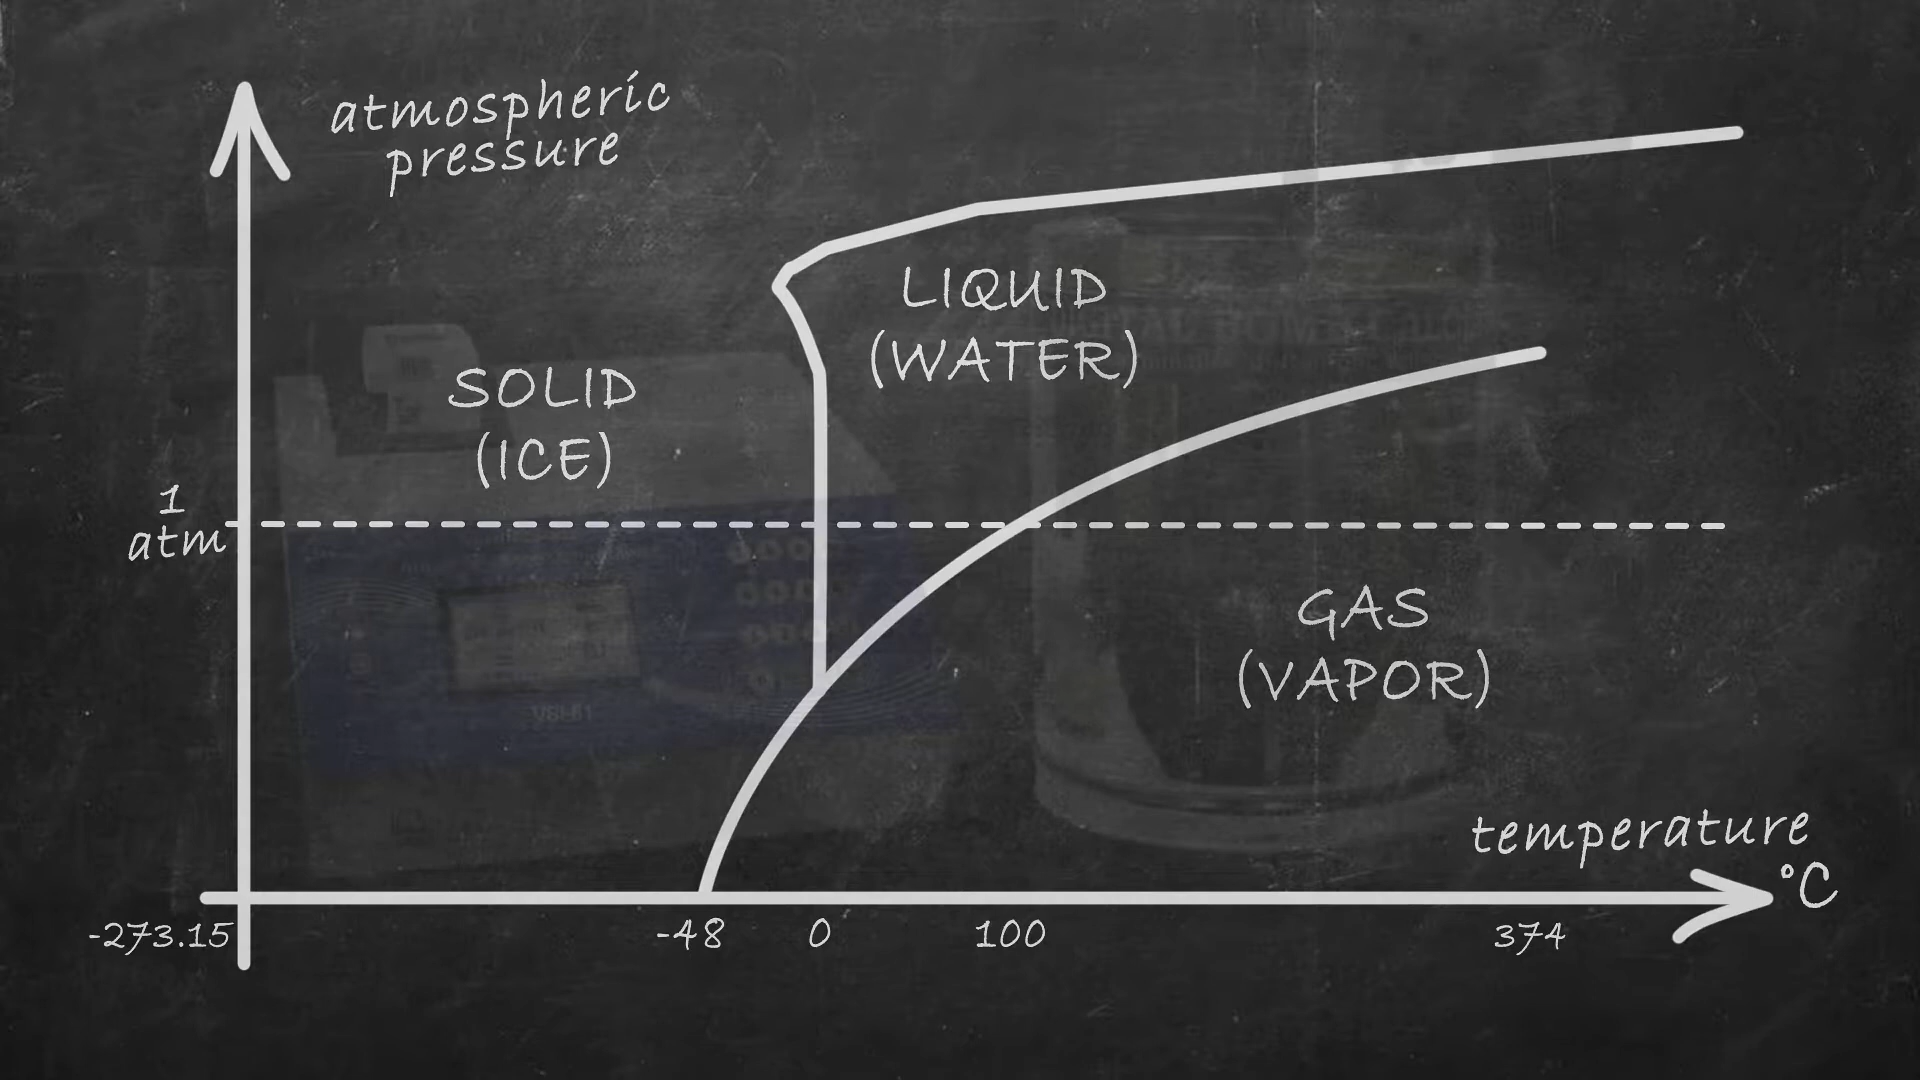 atmospheric
pressure
LIQUID
(WATER)
SOLID
(ICE)
1
atm
GAS
(VAPOR)
temperature
°C
-273.15
-48
0
100
374